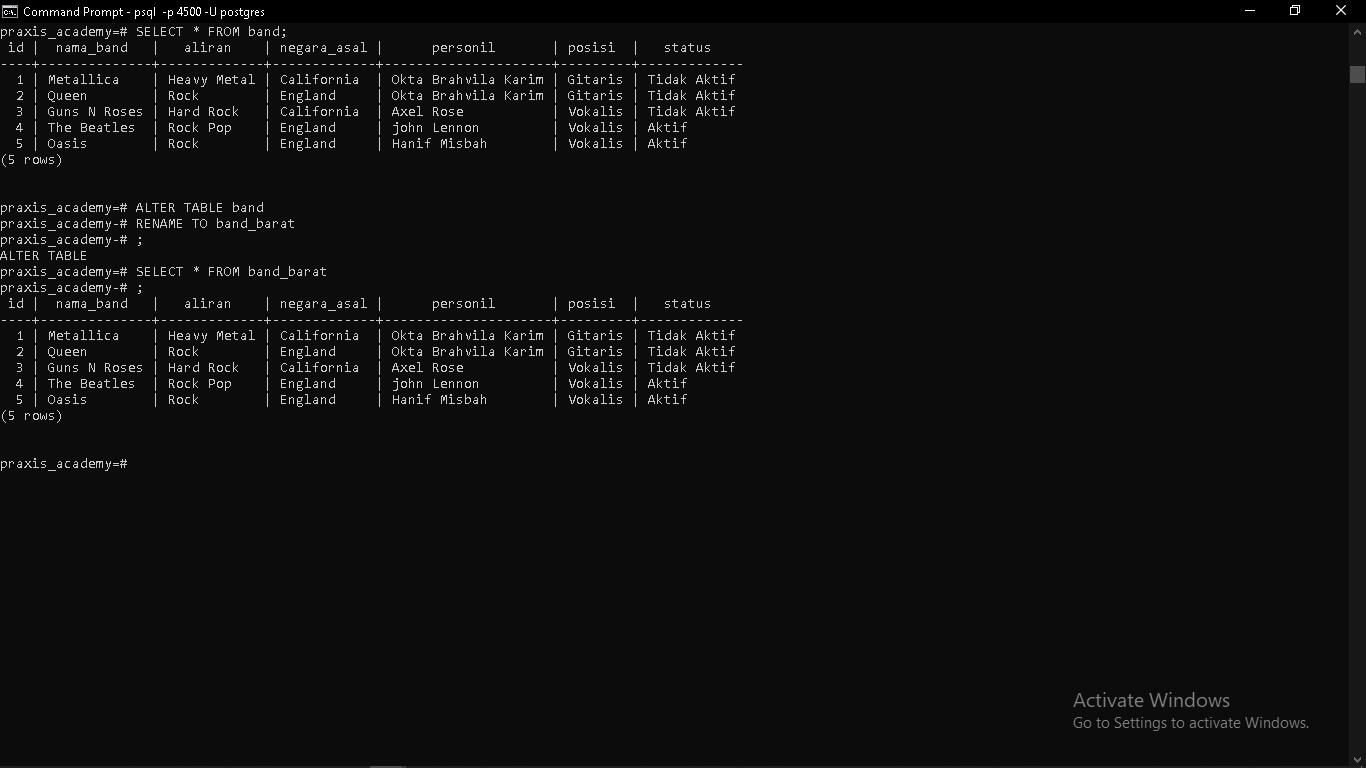 Command Prompt - psql -p 4500 -U postgres
praxis_academy=# SELECT * FROM band;
 id |  nama_band   |   aliran    | negara_asal |      personil       | posisi  |   status
----+--------------+-------------+-------------+---------------------+---------+-------------
  1 | Metallica    | Heavy Metal | California  | Okta Brahvila Karim | Gitaris | Tidak Aktif
  2 | Queen        | Rock        | England     | Okta Brahvila Karim | Gitaris | Tidak Aktif
  3 | Guns N Roses | Hard Rock   | California  | Axel Rose           | Vokalis | Tidak Aktif
  4 | The Beatles  | Rock Pop    | England     | john Lennon         | Vokalis | Aktif
  5 | Oasis        | Rock        | England     | Hanif Misbah        | Vokalis | Aktif
(5 rows)
praxis_academy=# ALTER TABLE band
praxis_academy-# RENAME TO band_barat
praxis_academy-# ;
ALTER TABLE
praxis_academy=# SELECT * FROM band_barat
praxis_academy-# ;
 id |  nama_band   |   aliran    | negara_asal |      personil       | posisi  |   status
----+--------------+-------------+-------------+---------------------+---------+-------------
  1 | Metallica    | Heavy Metal | California  | Okta Brahvila Karim | Gitaris | Tidak Aktif
  2 | Queen        | Rock        | England     | Okta Brahvila Karim | Gitaris | Tidak Aktif
  3 | Guns N Roses | Hard Rock   | California  | Axel Rose           | Vokalis | Tidak Aktif
  4 | The Beatles  | Rock Pop    | England     | john Lennon         | Vokalis | Aktif
  5 | Oasis        | Rock        | England     | Hanif Misbah        | Vokalis | Aktif
(5 rows)
praxis_academy=#
Activate Windows
Go to Settings to activate Windows.